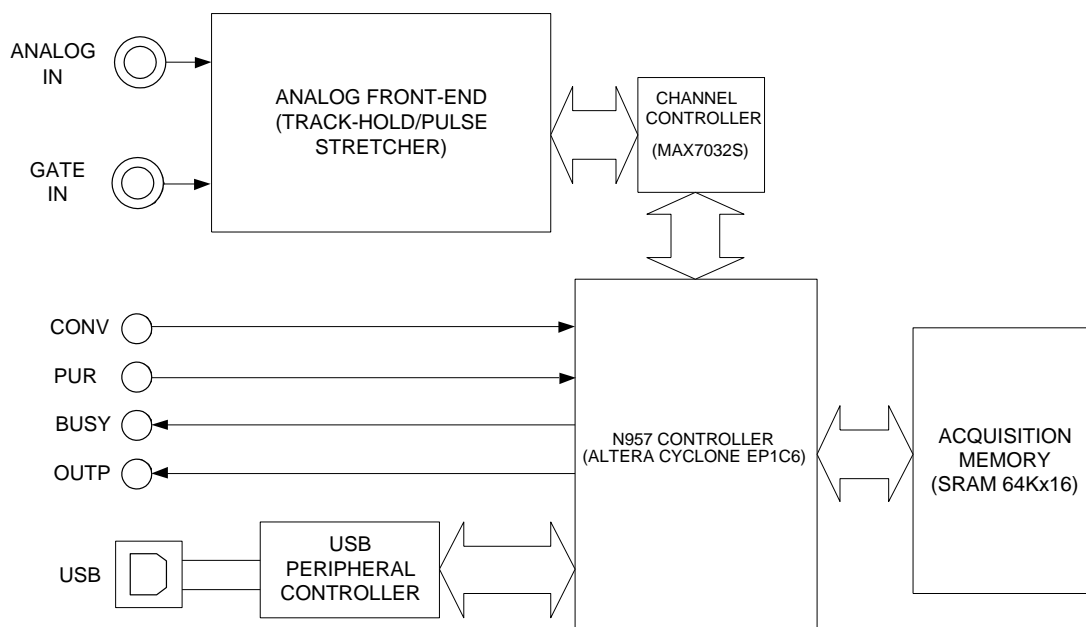 ANALOG
IN
ANALOG FRONT-END
(TRACK-HOLD/PULSE
STRETCHER)
CHANNEL
CONTROLLER
(MAX7032S)
GATE
IN
CONV
PUR
BUSY
OUTP
N957 CONTROLLER
(ALTERA CYCLONE EP1C6)
ACQUISITION
MEMORY
(SRAM 64Kx16)
USB
USB
PERIPHERAL
CONTROLLER